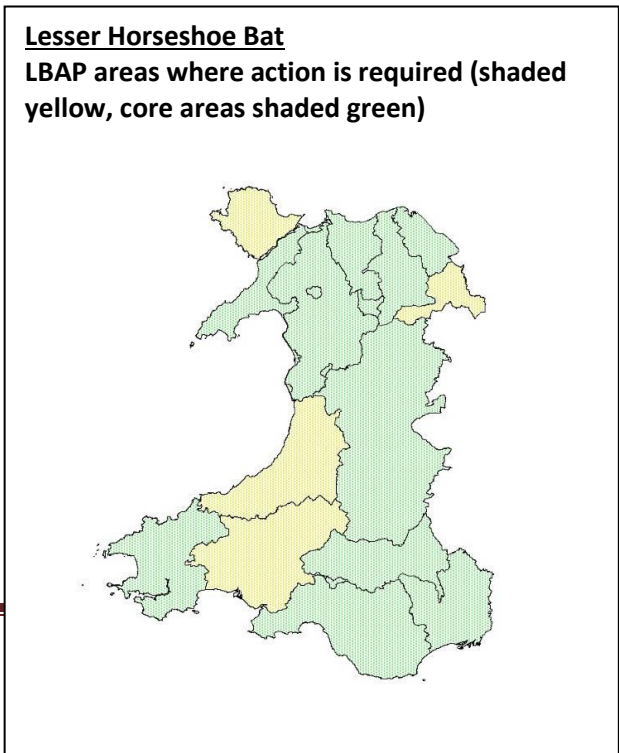 Lesser Horseshoe Bat
LBAP areas where action is required (shaded
yellow, core areas shaded green)